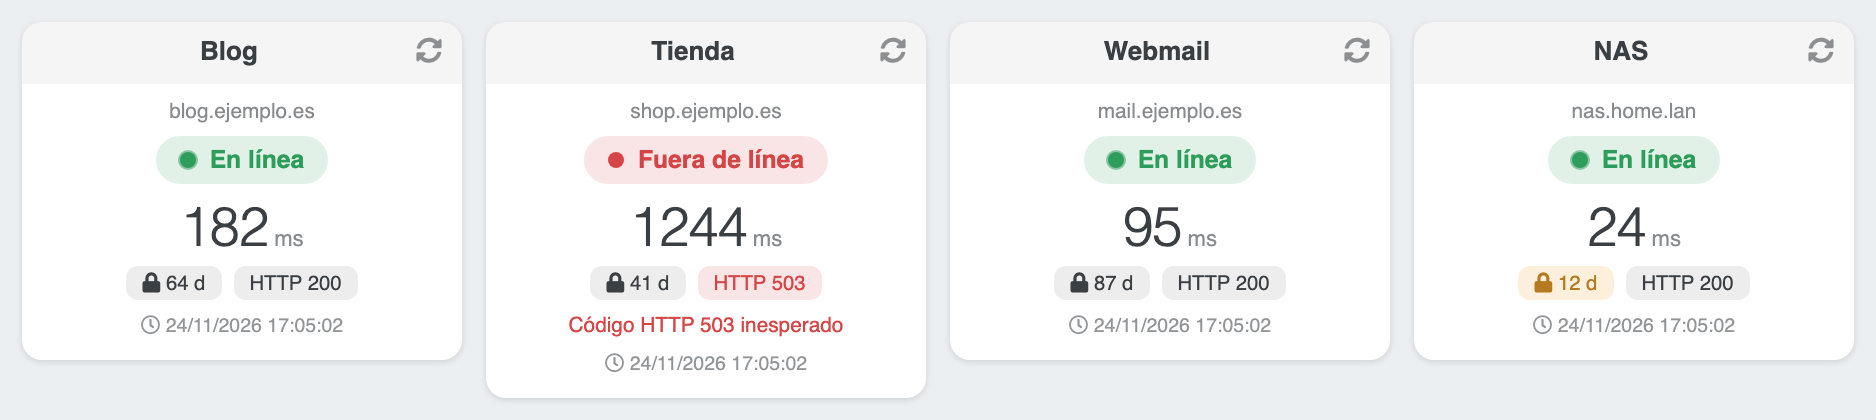 Blog
blog.ejemplo.es
En línea
182 ms
64 d HTTP 200
24/11/2026 17:05:02
Tienda
shop.ejemplo.es
Fuera de línea
1244 ms
41 d HTTP 503
Código HTTP 503 inesperado
24/11/2026 17:05:02
Webmail
mail.ejemplo.es
En línea
95 ms
87 d HTTP 200
24/11/2026 17:05:02
NAS
nas.home.lan
En línea
24 ms
12 d HTTP 200
24/11/2026 17:05:02